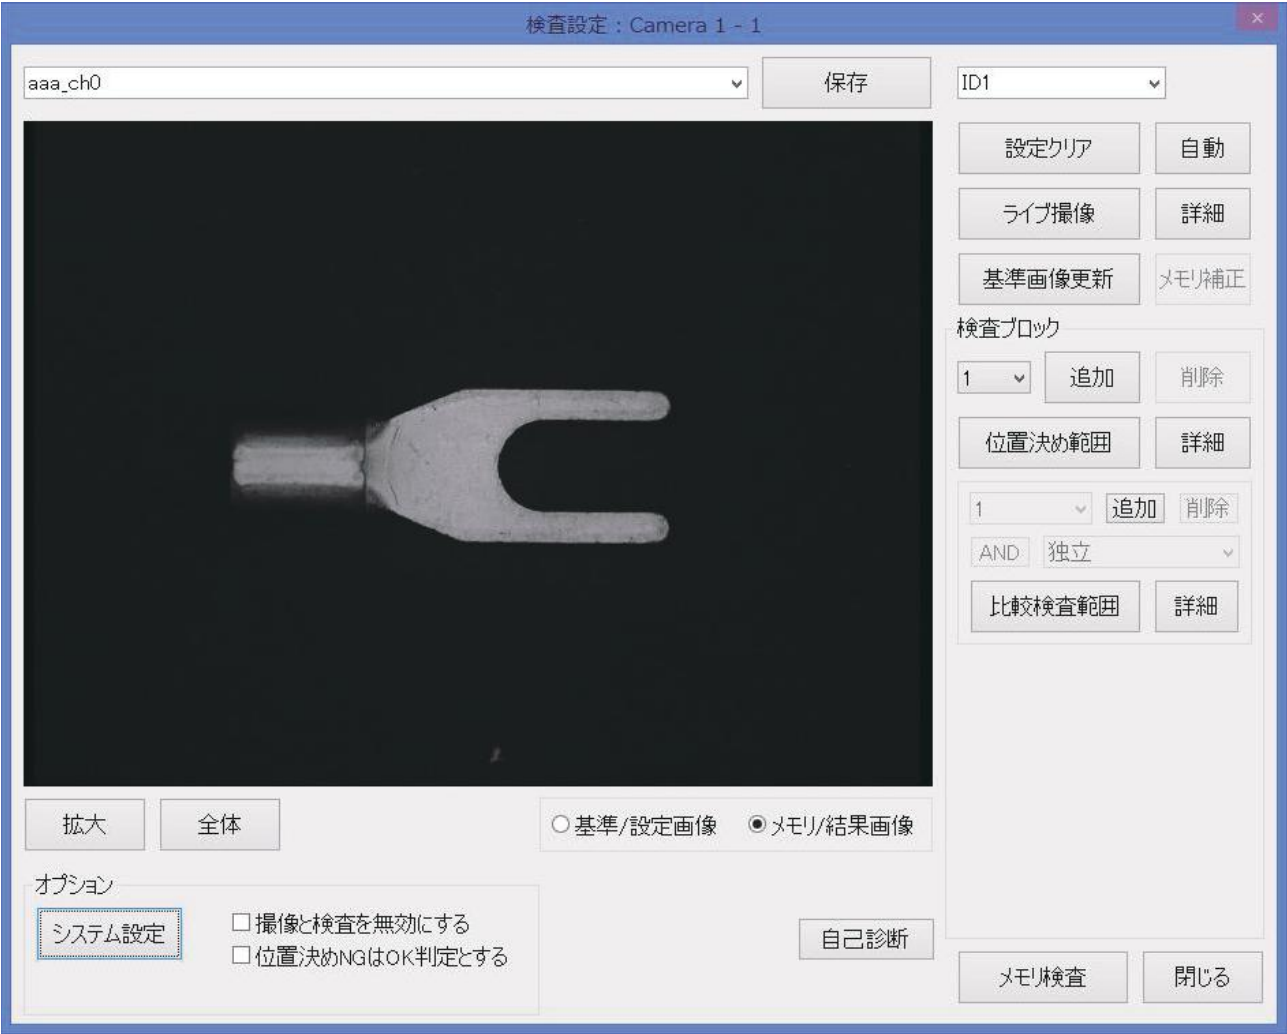 検査設定：Camera 1 - 1
aaa_ch0 保存 ID1
設定クリア 自動
ライブ撮像 詳細
基準画像更新 メモリ補正
検査ブロック
1 追加 削除
位置決め範囲 詳細
1 追加 削除
AND 独立
比較検査範囲 詳細
拡大 全体 基準/設定画像 メモリ/結果画像
オプション
システム設定 撮像と検査を無効にする
位置決めNGはOK判定とする
自己診断
メモリ検査 閉じる